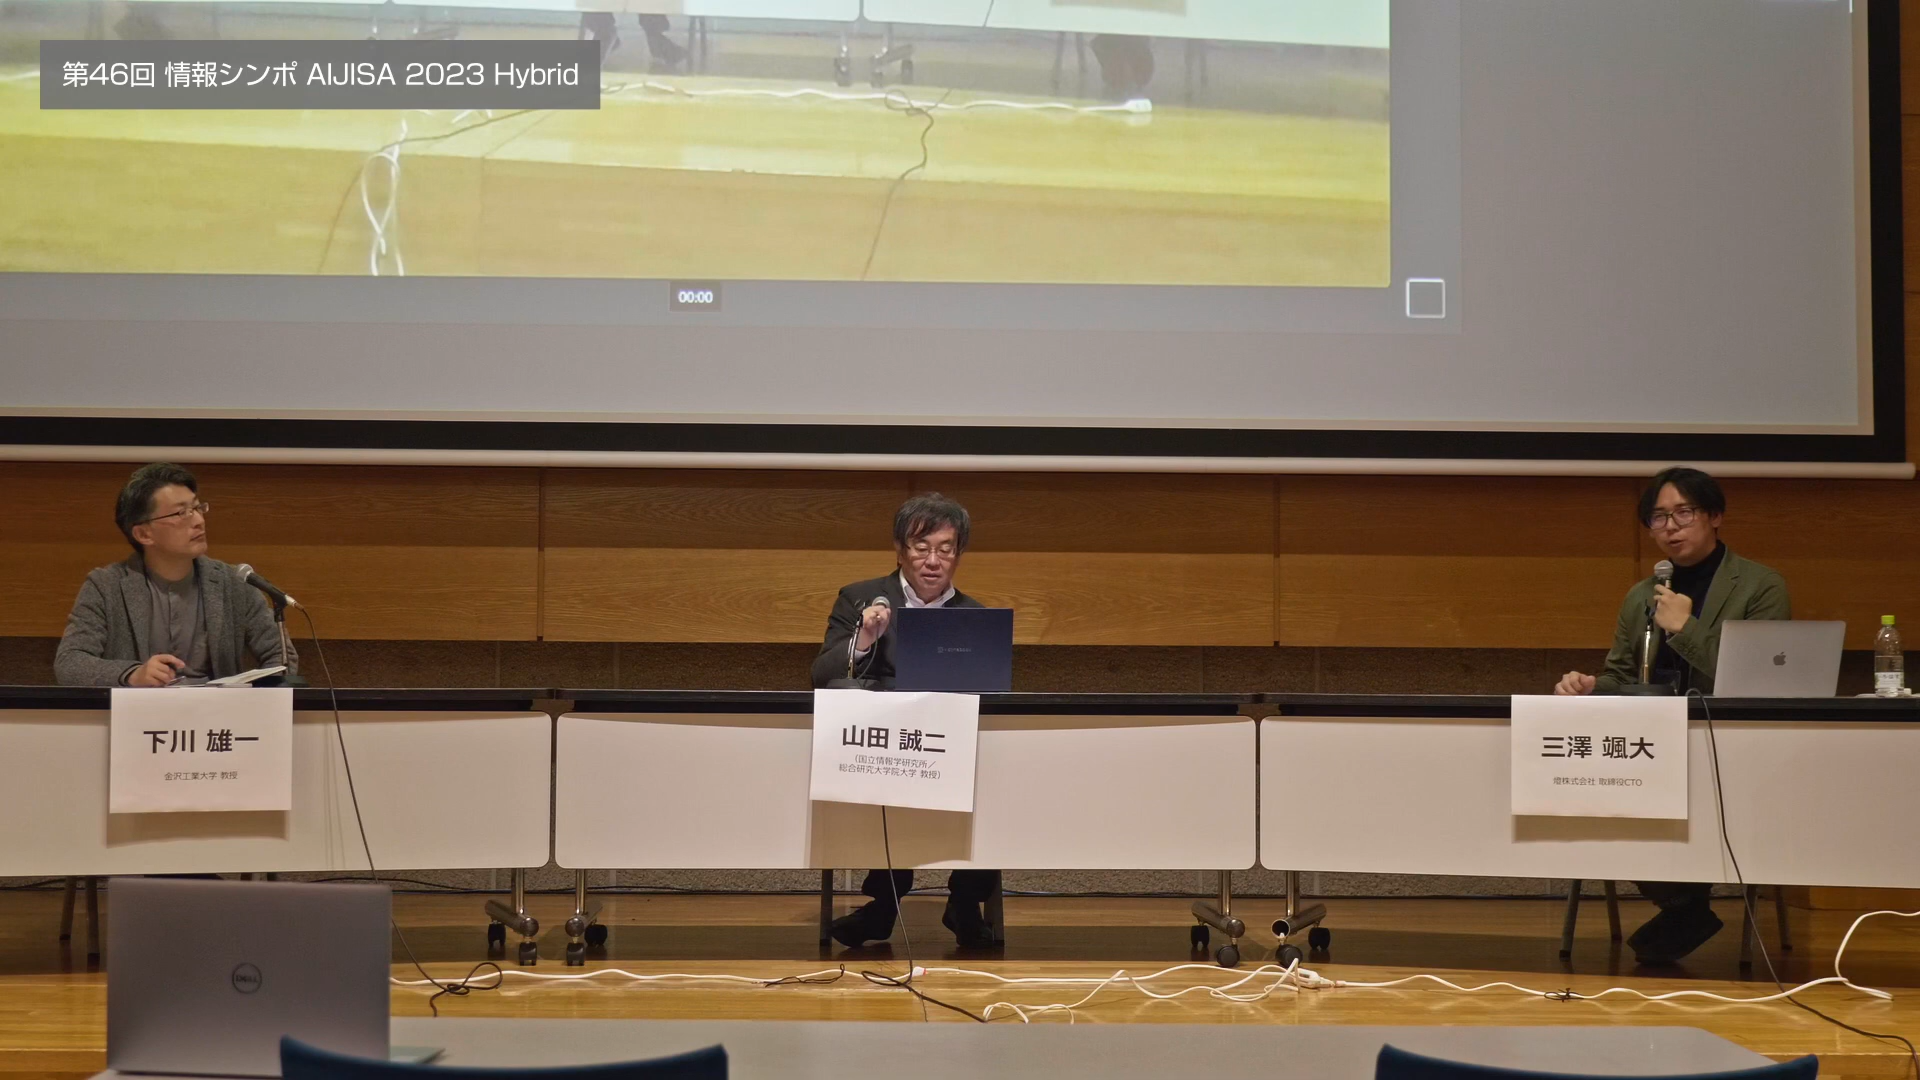 第46回 情報シンポ AIJISA 2023 Hybrid
00:00
下川 雄一
金沢工業大学 教授
山田 誠二
(国立情報学研究所／
総合研究大学院大学 教授)
三澤 颯大
燈株式会社 取締役CTO
DELL